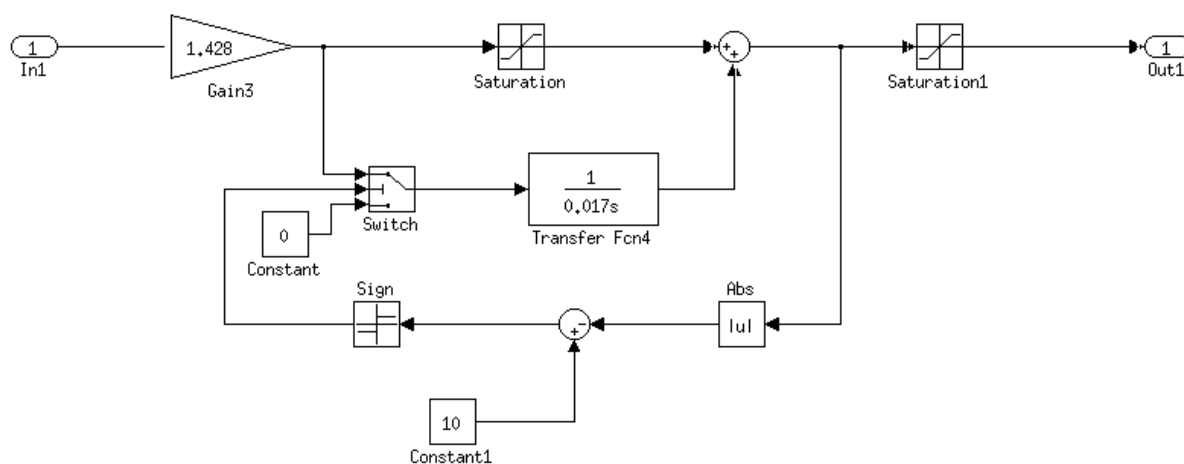 1
In1
1.428
Gain3
Saturation
++
Saturation1
1
Out1
Switch
1
0.017s
Transfer Fcn4
0
Constant
Sign
Abs
|u|
-
+
10
Constant1